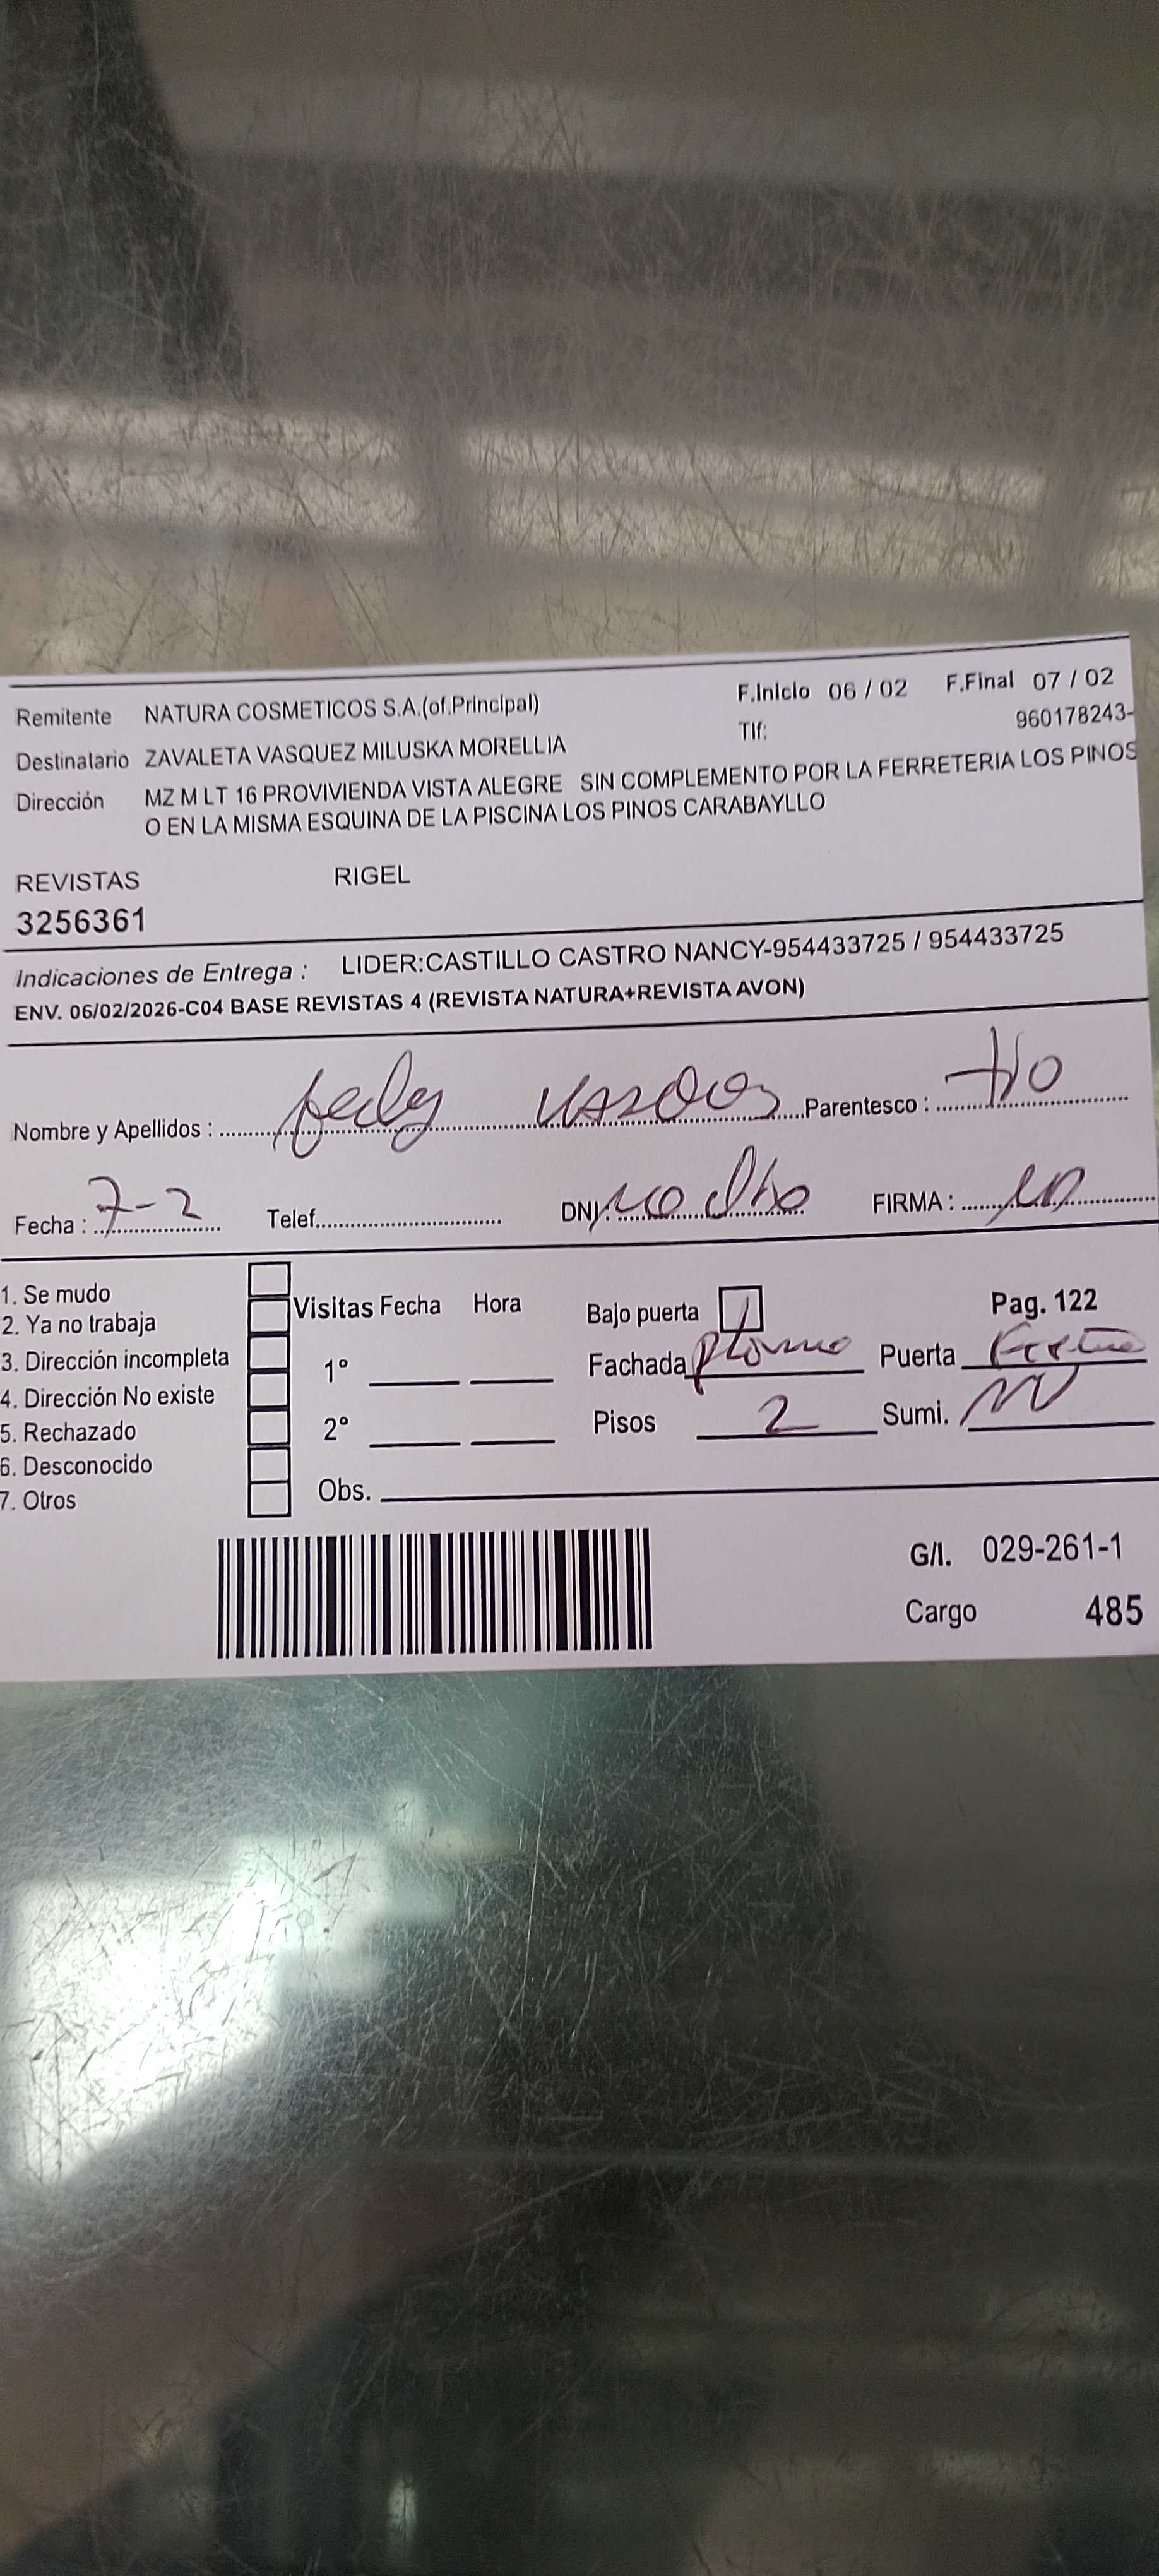 Remitente NATURA COSMETICOS S.A.(of.Principal) F.Inicio 06 / 02 F.Final 07 / 02
Tlf: 960178243-
Destinatario ZAVALETA VASQUEZ MILUSKA MORELLIA
Dirección MZ M LT 16 PROVIVIENDA VISTA ALEGRE SIN COMPLEMENTO POR LA FERRETERIA LOS PINOS
O EN LA MISMA ESQUINA DE LA PISCINA LOS PINOS CARABAYLLO
REVISTAS RIGEL
3256361
Indicaciones de Entrega : LIDER:CASTILLO CASTRO NANCY-954433725 / 954433725
ENV. 06/02/2026-C04 BASE REVISTAS 4 (REVISTA NATURA+REVISTA AVON)
Nombre y Apellidos : Parentesco : tio
Fecha : 7-2 Telef. DNI: no dio FIRMA :
1. Se mudo
2. Ya no trabaja
3. Dirección incompleta
4. Dirección No existe
5. Rechazado
6. Desconocido
7. Otros
Visitas Fecha Hora
1º
2º
Obs.
Bajo puerta Pag. 122
Fachada plomo Puerta
Pisos 2 Sumi.
G/I. 029-261-1
Cargo 485